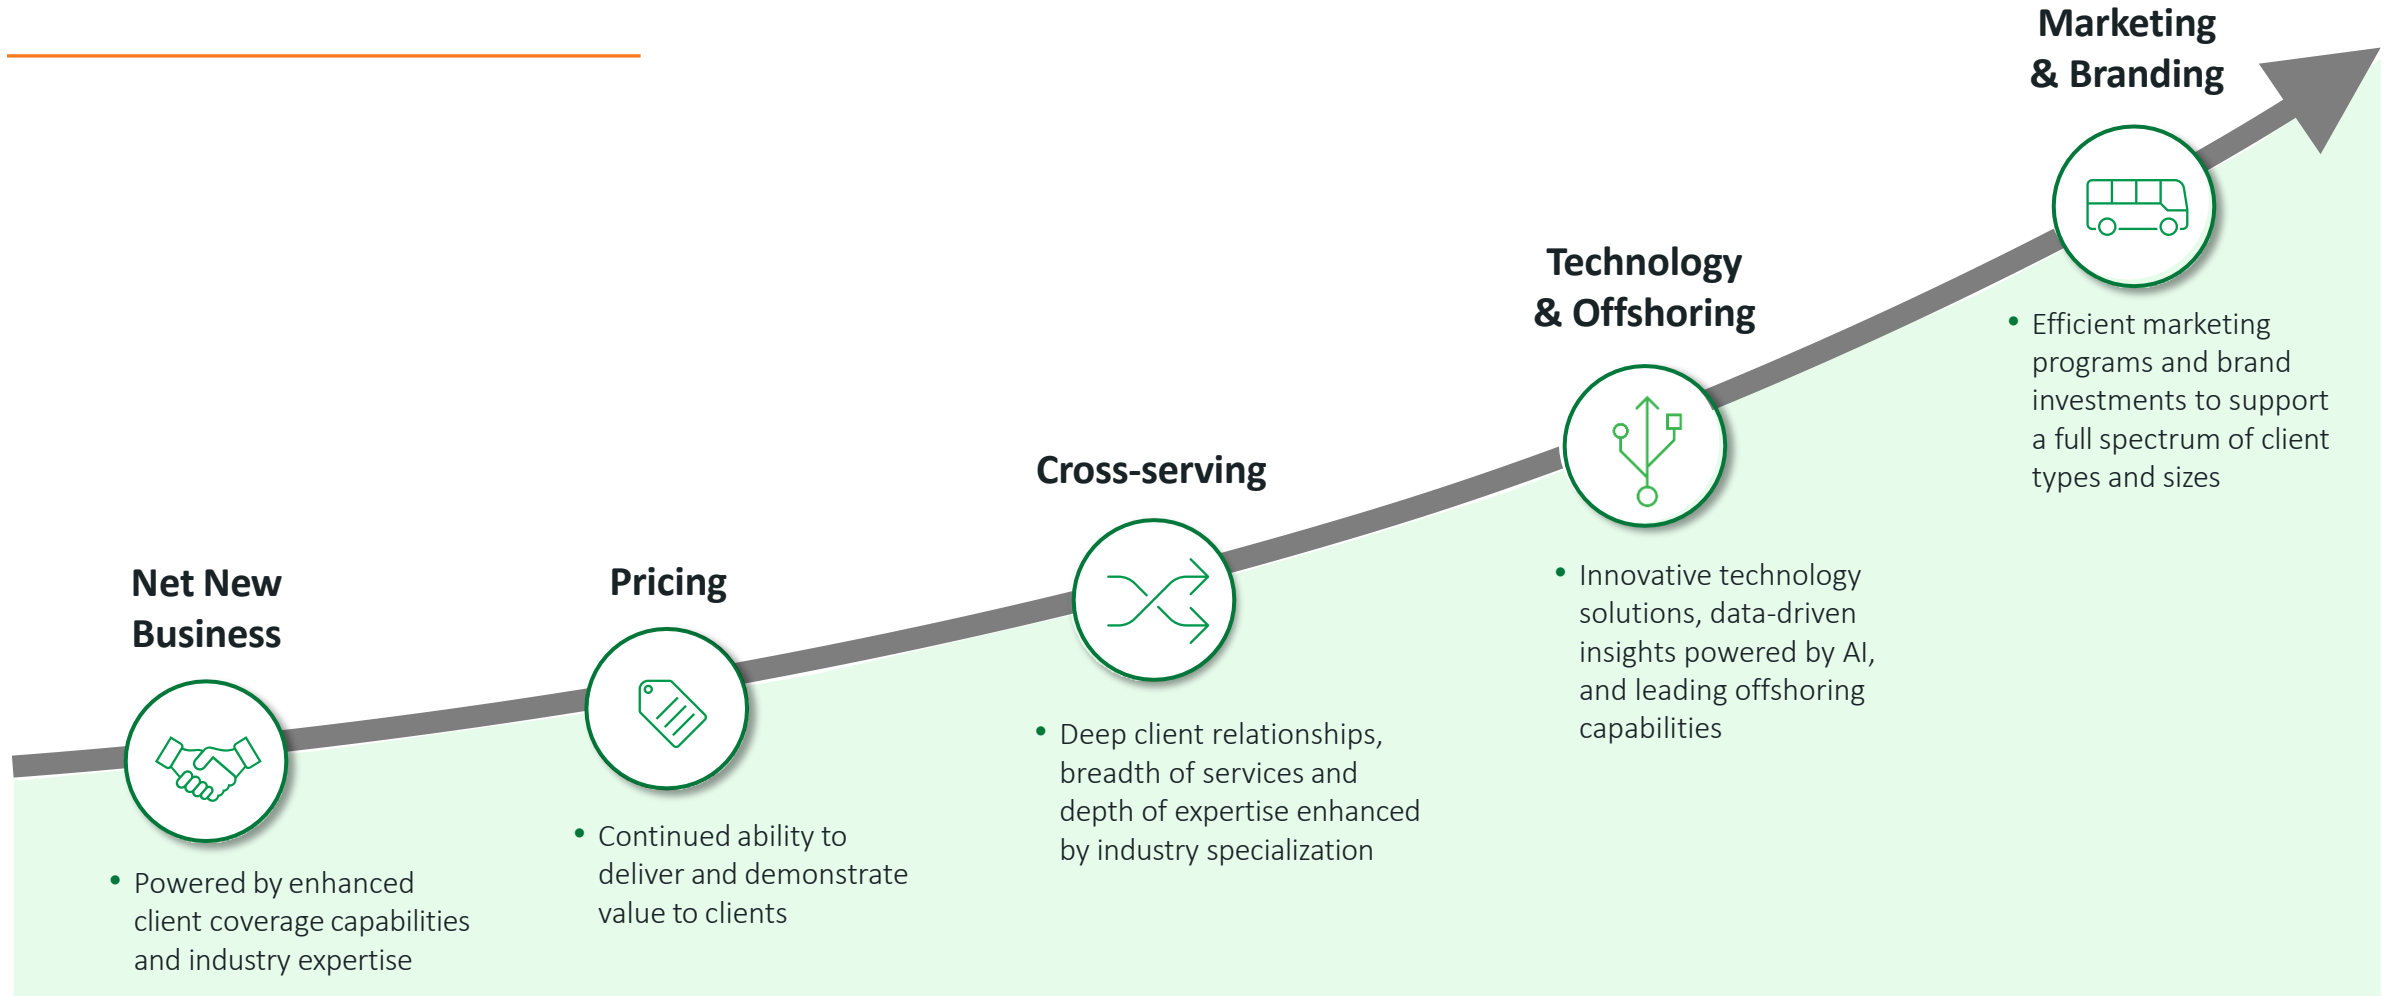 Net New
Business
• Powered by enhanced
client coverage capabilities
and industry expertise
Pricing
• Continued ability to
deliver and demonstrate
value to clients
Cross-serving
• Deep client relationships,
breadth of services and
depth of expertise enhanced
by industry specialization
Technology
& Offshoring
• Innovative technology
solutions, data-driven
insights powered by AI,
and leading offshoring
capabilities
Marketing
& Branding
• Efficient marketing
programs and brand
investments to support
a full spectrum of client
types and sizes